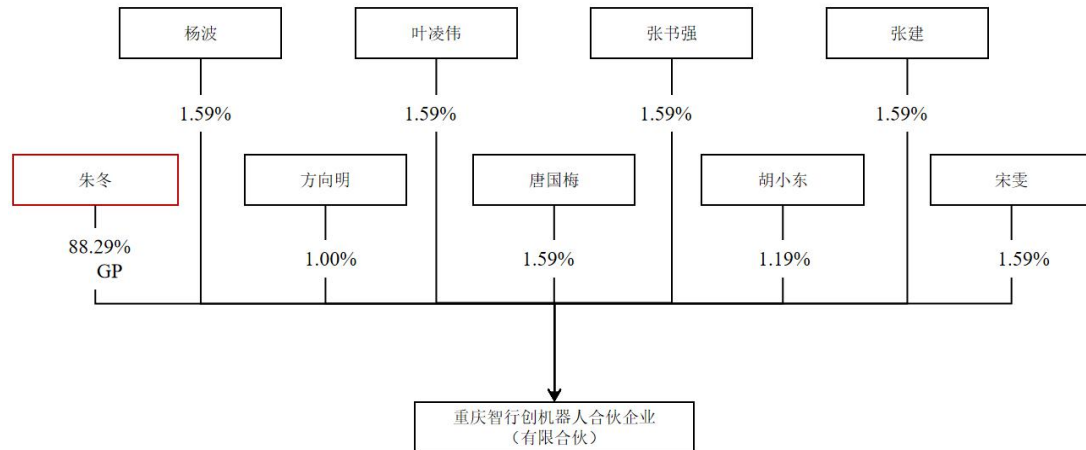 杨波
叶凌伟
张书强
张建
1.59%
1.59%
1.59%
1.59%
朱冬
方向明
唐国梅
胡小东
宋雯
88.29%
GP
1.00%
1.59%
1.19%
1.59%
重庆智行创机器人合伙企业
（有限合伙）